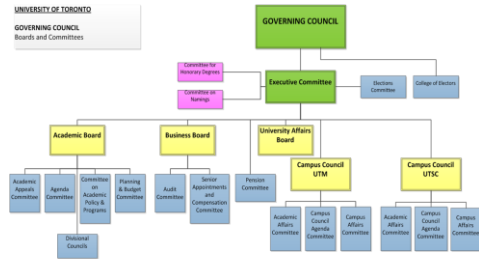 UNIVERSITY OF TORONTO
GOVERNING COUNCIL
Boards and Committees
GOVERNING COUNCIL
Committee for
Honorary Degrees
Executive Committee
Elections
Committee
College of Electors
Committee on
Namings
Academic Board
Business Board
University Affairs
Board
Campus Council
UTM
Campus Council
UTSC
Academic
Appeals
Committee
Agenda
Committee
Committee
on
Academic
Policy &
Programs
Planning
& Budget
Committee
Audit
Committee
Senior
Appointments
and
Compensation
Committee
Pension
Committee
Academic
Affairs
Committee
Campus
Council
Agenda
Committee
Campus
Affairs
Committee
Academic
Affairs
Committee
Campus
Council
Agenda
Committee
Campus
Affairs
Committee
Divisional
Councils